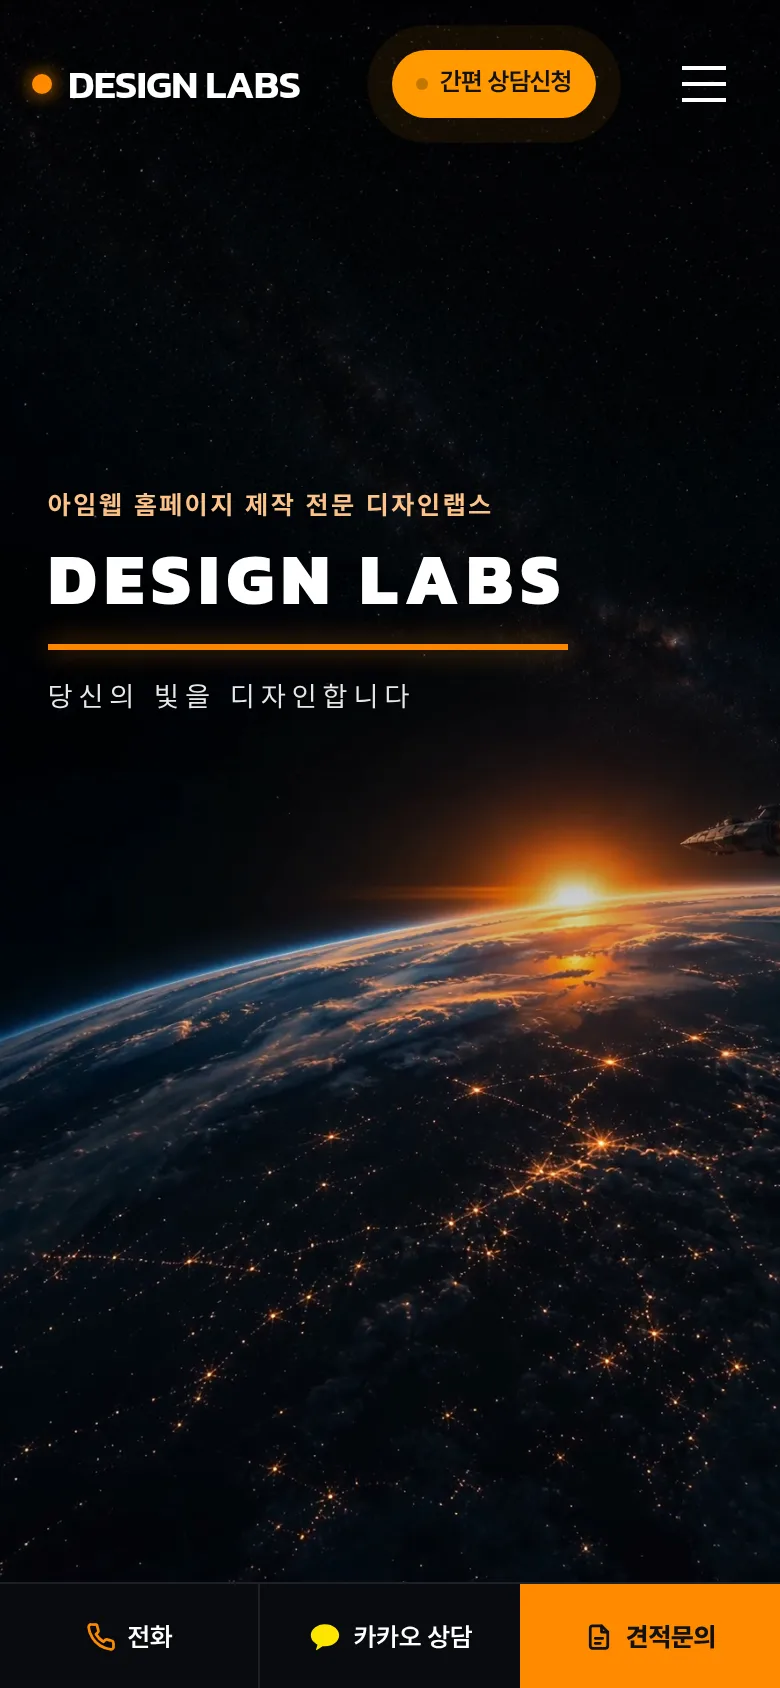 DESIGN LABS
간편 상담신청
아임웹 홈페이지 제작 전문 디자인랩스
DESIGN LABS
당신의 빛을 디자인합니다
전화
카카오 상담
견적문의